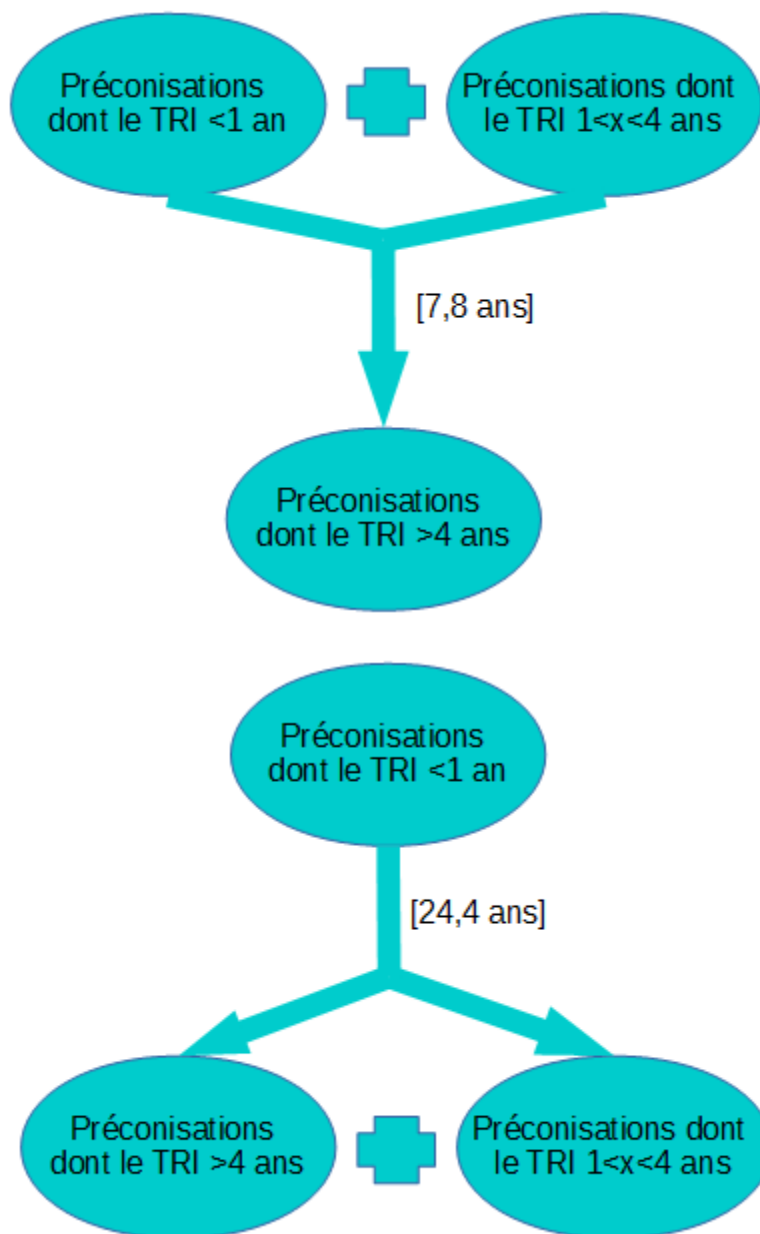 Préconisations
dont le TRI <1 an
Préconisations dont
le TRI 1<x<4 ans
[7,8 ans]
Préconisations
dont le TRI >4 ans
Préconisations
dont le TRI <1 an
[24,4 ans]
Préconisations
dont le TRI >4 ans
Préconisations dont
le TRI 1<x<4 ans